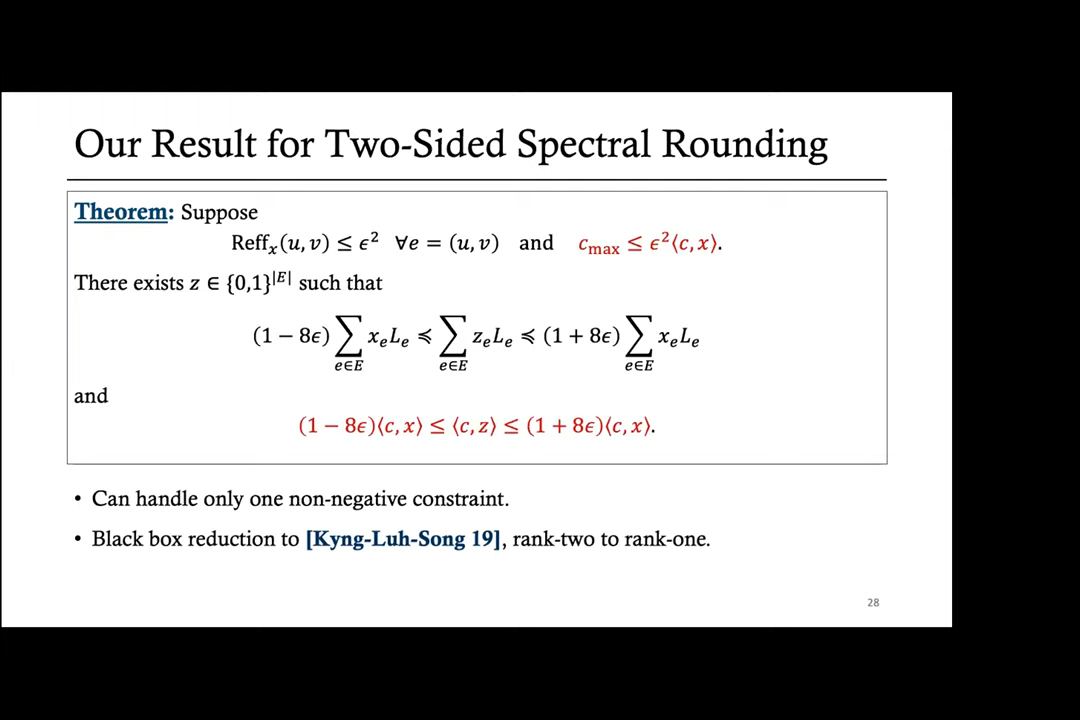 Our Result for Two-Sided Spectral Rounding
Theorem: Suppose
Reffₓ(u, v) ≤ ϵ² ∀e = (u, v) and c_max ≤ ϵ²⟨c, x⟩.
There exists z ∈ {0,1}^|E| such that
(1 − 8ϵ) ∑_{e∈E} x_e L_e ≼ ∑_{e∈E} z_e L_e ≼ (1 + 8ϵ) ∑_{e∈E} x_e L_e
and
(1 − 8ϵ)⟨c, x⟩ ≤ ⟨c, z⟩ ≤ (1 + 8ϵ)⟨c, x⟩.
• Can handle only one non-negative constraint.
• Black box reduction to [Kyng-Luh-Song 19], rank-two to rank-one.
28